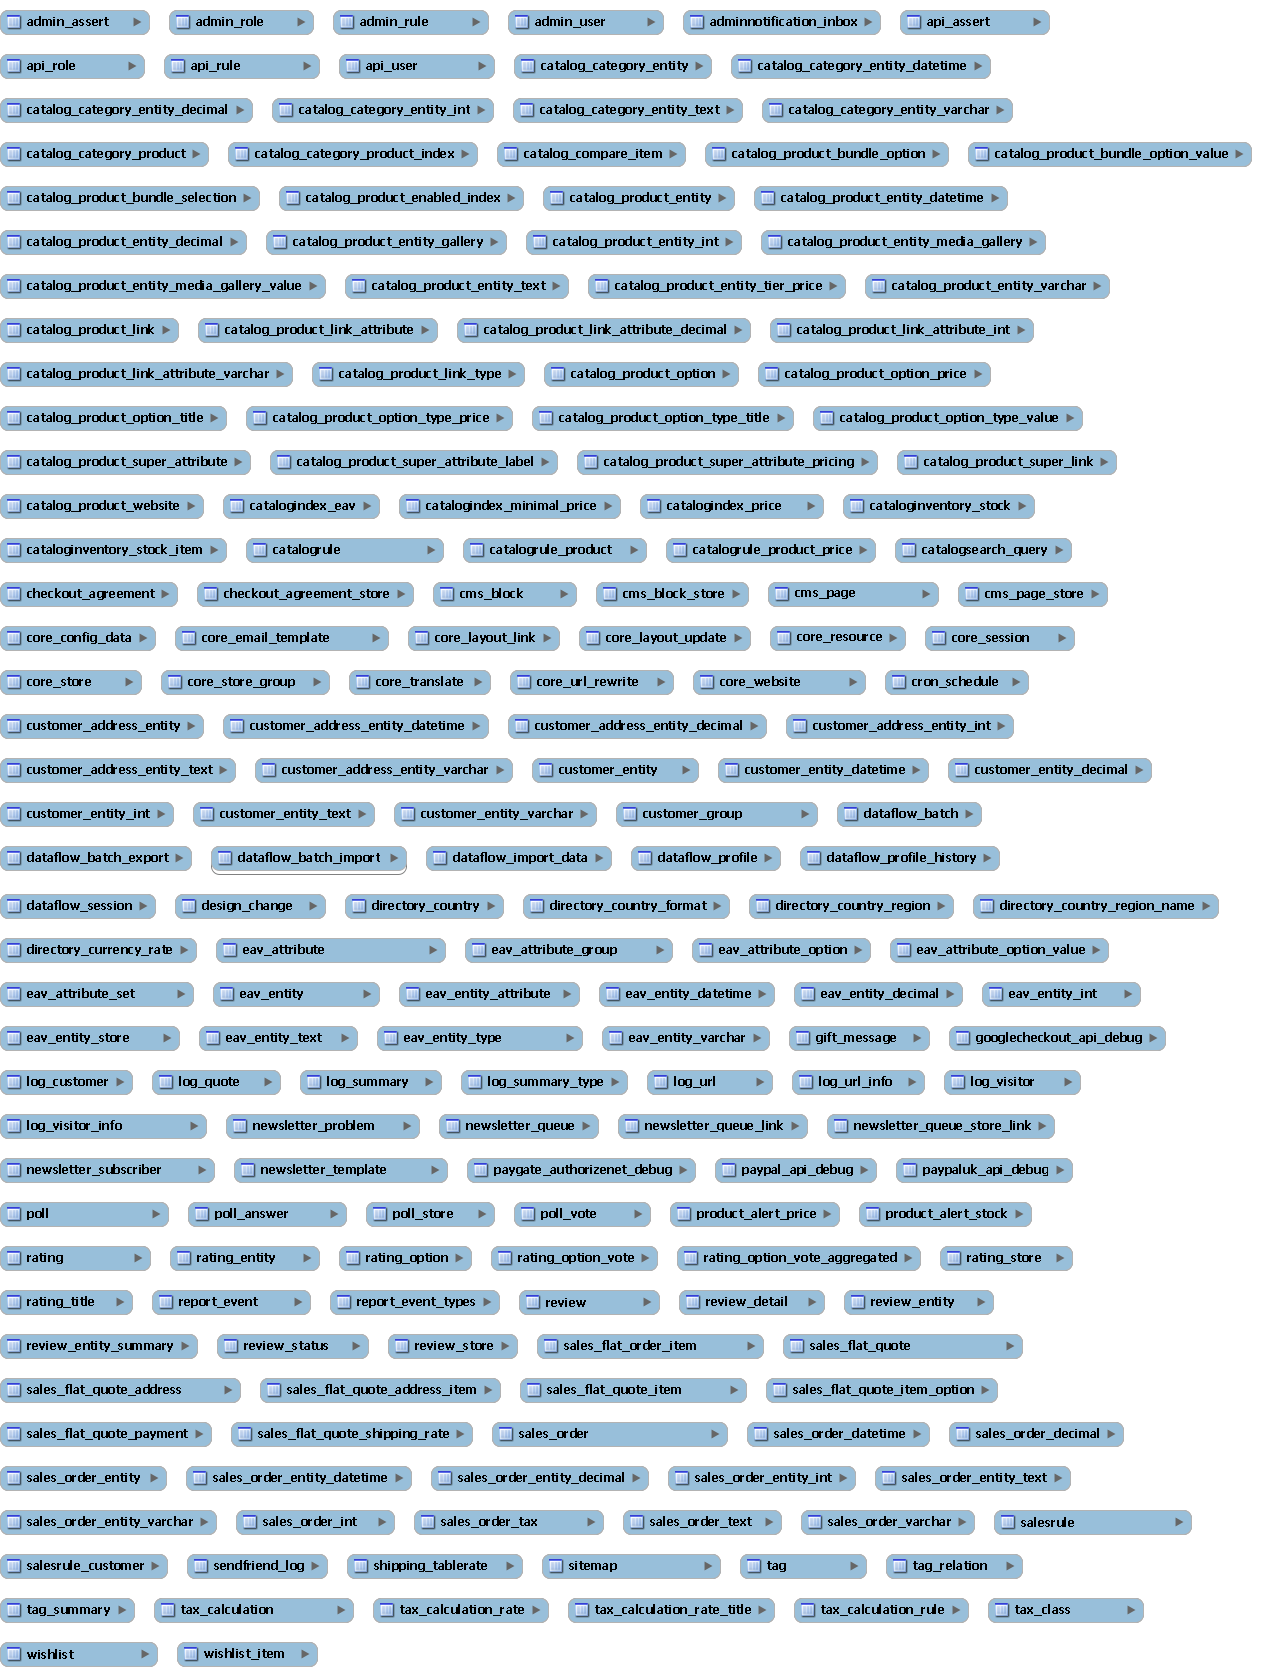 admin_assert admin_role admin_rule admin_user adminnotification_inbox api_assert
api_role api_rule api_user catalog_category_entity catalog_category_entity_datetime
catalog_category_entity_decimal catalog_category_entity_int catalog_category_entity_text catalog_category_entity_varchar
catalog_category_product catalog_category_product_index catalog_compare_item catalog_product_bundle_option catalog_product_bundle_option_value
catalog_product_bundle_selection catalog_product_enabled_index catalog_product_entity catalog_product_entity_datetime
catalog_product_entity_decimal catalog_product_entity_gallery catalog_product_entity_int catalog_product_entity_media_gallery
catalog_product_entity_media_gallery_value catalog_product_entity_text catalog_product_entity_tier_price catalog_product_entity_varchar
catalog_product_link catalog_product_link_attribute catalog_product_link_attribute_decimal catalog_product_link_attribute_int
catalog_product_link_attribute_varchar catalog_product_link_type catalog_product_option catalog_product_option_price
catalog_product_option_title catalog_product_option_type_price catalog_product_option_type_title catalog_product_option_type_value
catalog_product_super_attribute catalog_product_super_attribute_label catalog_product_super_attribute_pricing catalog_product_super_link
catalog_product_website catalogindex_eav catalogindex_minimal_price catalogindex_price cataloginventory_stock
cataloginventory_stock_item catalogrule catalogrule_product catalogrule_product_price catalogsearch_query
checkout_agreement checkout_agreement_store cms_block cms_block_store cms_page cms_page_store
core_config_data core_email_template core_layout_link core_layout_update core_resource core_session
core_store core_store_group core_translate core_url_rewrite core_website cron_schedule
customer_address_entity customer_address_entity_datetime customer_address_entity_decimal customer_address_entity_int
customer_address_entity_text customer_address_entity_varchar customer_entity customer_entity_datetime customer_entity_decimal
customer_entity_int customer_entity_text customer_entity_varchar customer_group dataflow_batch
dataflow_batch_export dataflow_batch_import dataflow_import_data dataflow_profile dataflow_profile_history
dataflow_session design_change directory_country directory_country_format directory_country_region directory_country_region_name
directory_currency_rate eav_attribute eav_attribute_group eav_attribute_option eav_attribute_option_value
eav_attribute_set eav_entity eav_entity_attribute eav_entity_datetime eav_entity_decimal eav_entity_int
eav_entity_store eav_entity_text eav_entity_type eav_entity_varchar gift_message googlecheckout_api_debug
log_customer log_quote log_summary log_summary_type log_url log_url_info log_visitor
log_visitor_info newsletter_problem newsletter_queue newsletter_queue_link newsletter_queue_store_link
newsletter_subscriber newsletter_template paygate_authorizenet_debug paypal_api_debug paypaluk_api_debug
poll poll_answer poll_store poll_vote product_alert_price product_alert_stock
rating rating_entity rating_option rating_option_vote rating_option_vote_aggregated rating_store
rating_title report_event report_event_types review review_detail review_entity
review_entity_summary review_status review_store sales_flat_order_item sales_flat_quote
sales_flat_quote_address sales_flat_quote_address_item sales_flat_quote_item sales_flat_quote_item_option
sales_flat_quote_payment sales_flat_quote_shipping_rate sales_order sales_order_datetime sales_order_decimal
sales_order_entity sales_order_entity_datetime sales_order_entity_decimal sales_order_entity_int sales_order_entity_text
sales_order_entity_varchar sales_order_int sales_order_tax sales_order_text sales_order_varchar salesrule
salesrule_customer sendfriend_log shipping_tablerate sitemap tag tag_relation
tag_summary tax_calculation tax_calculation_rate tax_calculation_rate_title tax_calculation_rule tax_class
wishlist wishlist_item